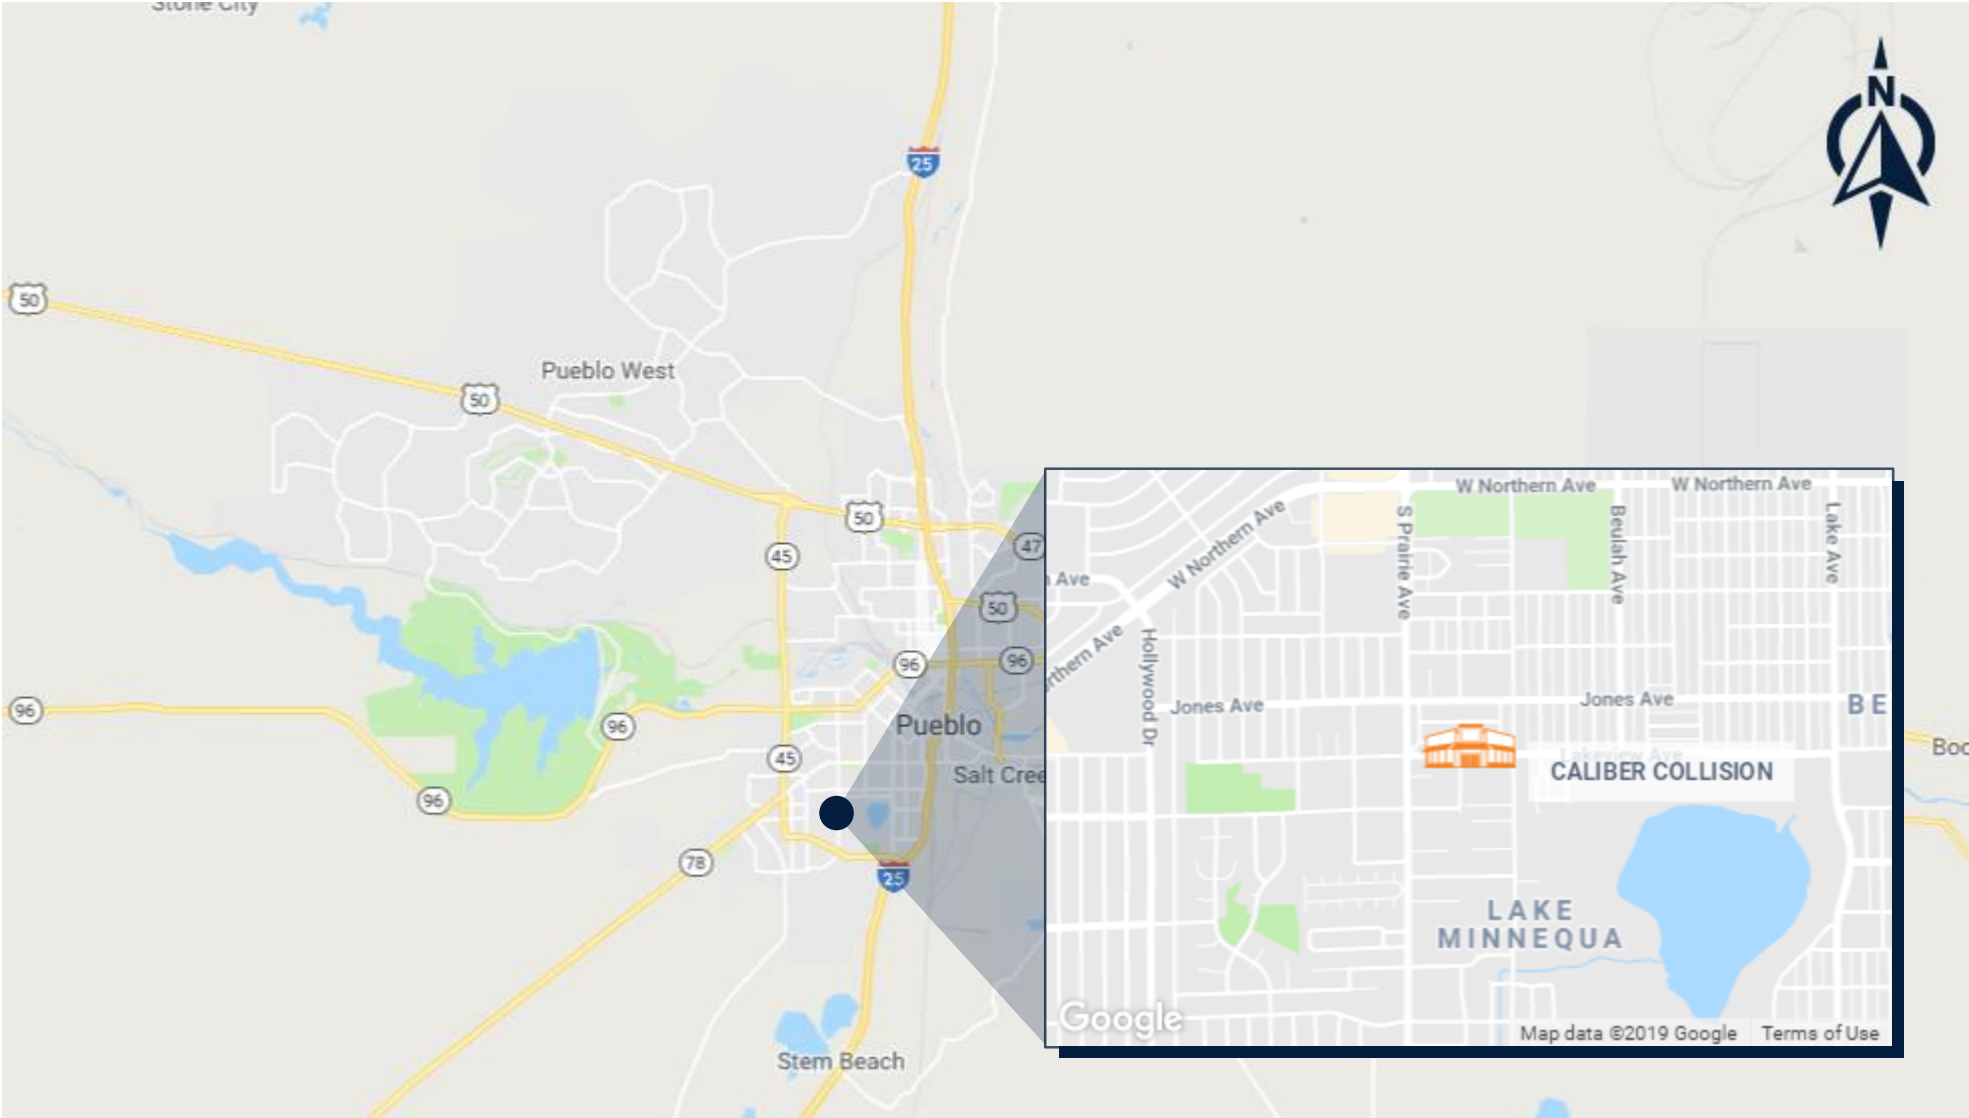 Stone City
N
25
50
Pueblo West
50
50
45
47
50
96
96
96
96
Pueblo
45
Salt Cree
96
78
25
Stem Beach
Boo
W Northern Ave
W Northern Ave
W Northern Ave
S Prairie Ave
Beulah Ave
Lake Ave
Ave
rthern Ave
Hollywood Dr
Jones Ave
Jones Ave
BE
Lakeview Ave
CALIBER COLLISION
LAKE
MINNEQUA
Google
Map data ©2019 Google
Terms of Use